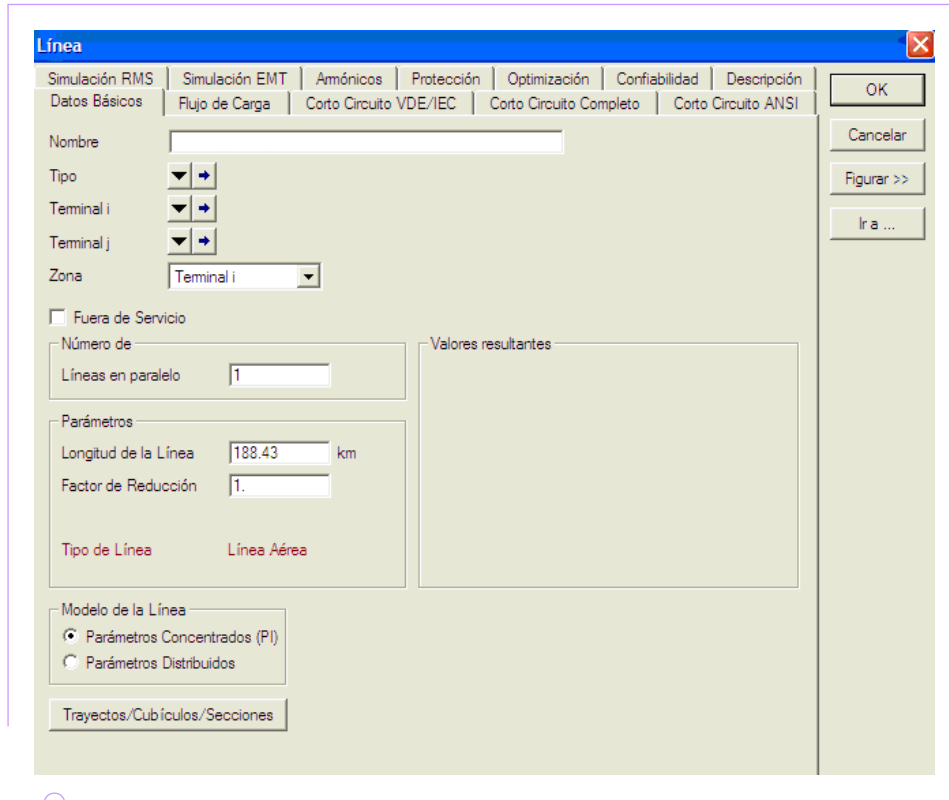 Línea
Simulación RMS Simulación EMT Armónicos Protección Optimización Confiabilidad Descripción
Datos Básicos Flujo de Carga Corto Circuito VDE/IEC Corto Circuito Completo Corto Circuito ANSI
OK
Cancelar
Figurar >>
Ir a ...
Nombre
Tipo
Terminal i
Terminal j
Zona Terminal i
Fuera de Servicio
Número de
Líneas en paralelo 1
Valores resultantes
Parámetros
Longitud de la Línea 188.43 km
Factor de Reducción 1.
Tipo de Línea Línea Aérea
Modelo de la Línea
Parámetros Concentrados (PI)
Parámetros Distribuidos
Trayectos/Cubículos/Secciones